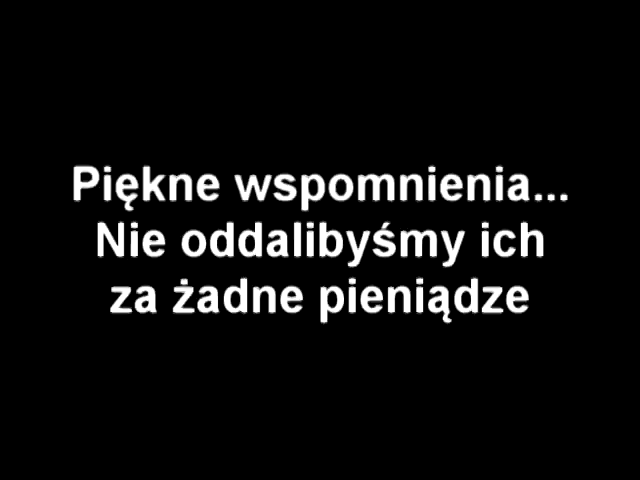 Piękne wspomnienia...
Nie oddalibyśmy ich
za żadne pieniądze